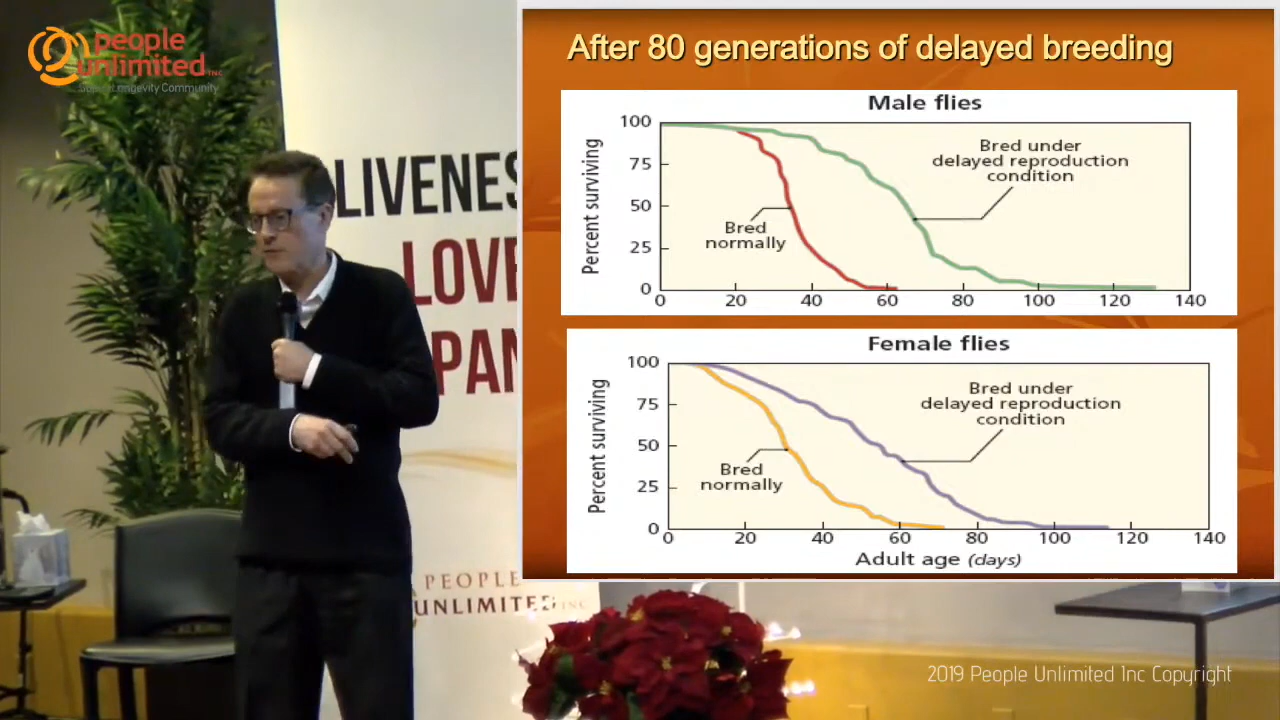 people
unlimited INC
After 80 generations of delayed breeding
Male flies
Percent surviving
100
75
50
25
0
Bred under
delayed reproduction
condition
Bred
normally
0 20 40 60 80 100 120 140
Female flies
Percent surviving
100
75
50
25
0
Bred under
delayed reproduction
condition
Bred
normally
0 20 40 60 80 100 120 140
Adult age (days)
LIVENES
LOVE
PAN
PEOPLE
UNLIMITED INC
2019 People Unlimited Inc Copyright